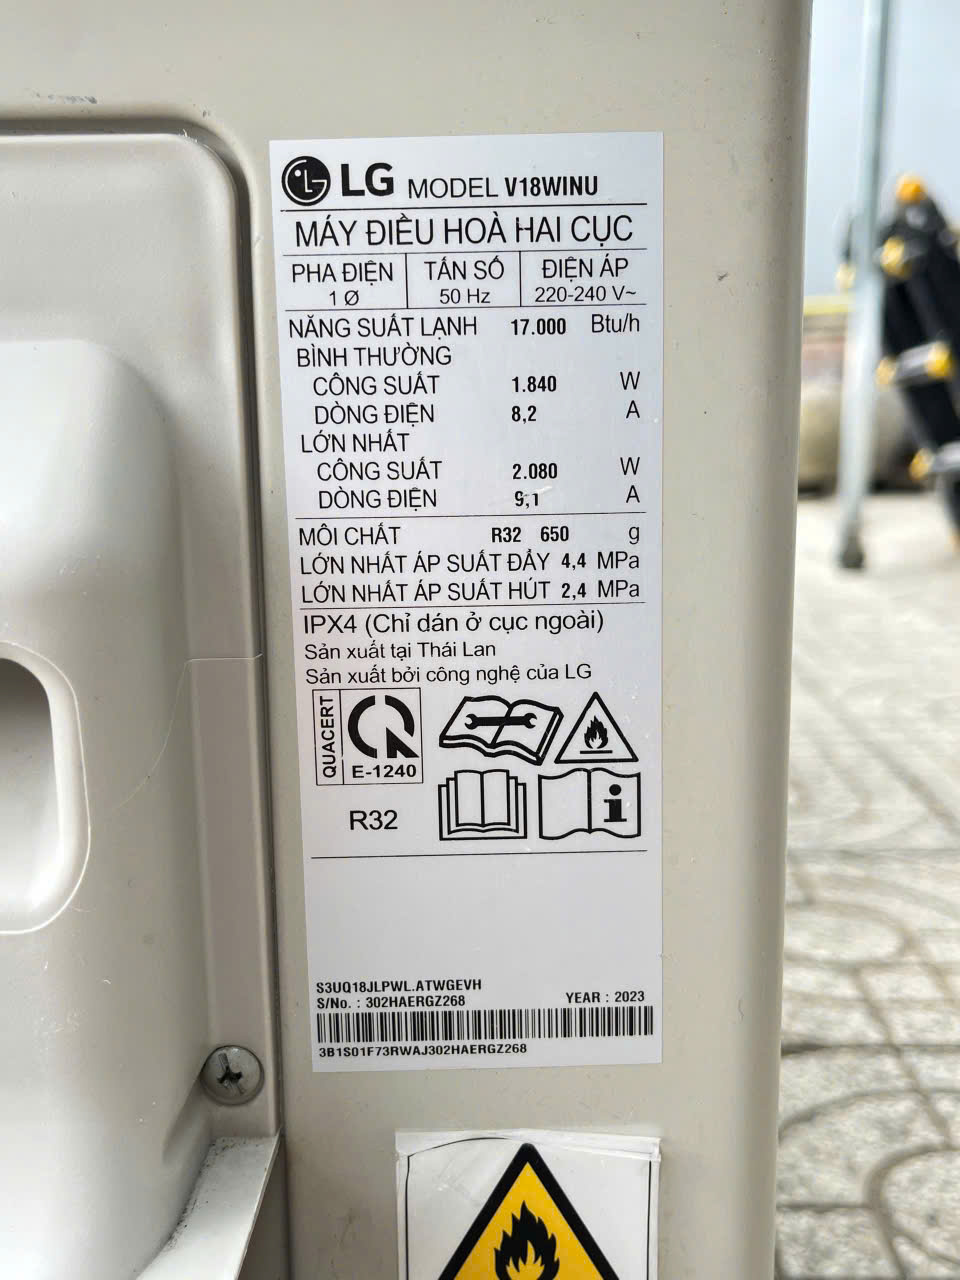 LG MODEL V18WINU
MÁY ĐIỀU HOÀ HAI CỤC
PHA ĐIỆN TẦN SỐ ĐIỆN ÁP
1 Ø 50 Hz 220-240 V~
NĂNG SUẤT LẠNH 17.000 Btu/h
BÌNH THƯỜNG
CÔNG SUẤT 1.840 W
DÒNG ĐIỆN 8,2 A
LỚN NHẤT
CÔNG SUẤT 2.080 W
DÒNG ĐIỆN 9,1 A
MÔI CHẤT R32 650 g
LỚN NHẤT ÁP SUẤT ĐẨY 4,4 MPa
LỚN NHẤT ÁP SUẤT HÚT 2,4 MPa
IPX4 (Chỉ dán ở cục ngoài)
Sản xuất tại Thái Lan
Sản xuất bởi công nghệ của LG
QUACERT
E-1240
R32
S3UQ18JLPWL.ATWGEVH
S/No. : 302HAERGZ268 YEAR : 2023
3B1S01F73RWAJ302HAERGZ268